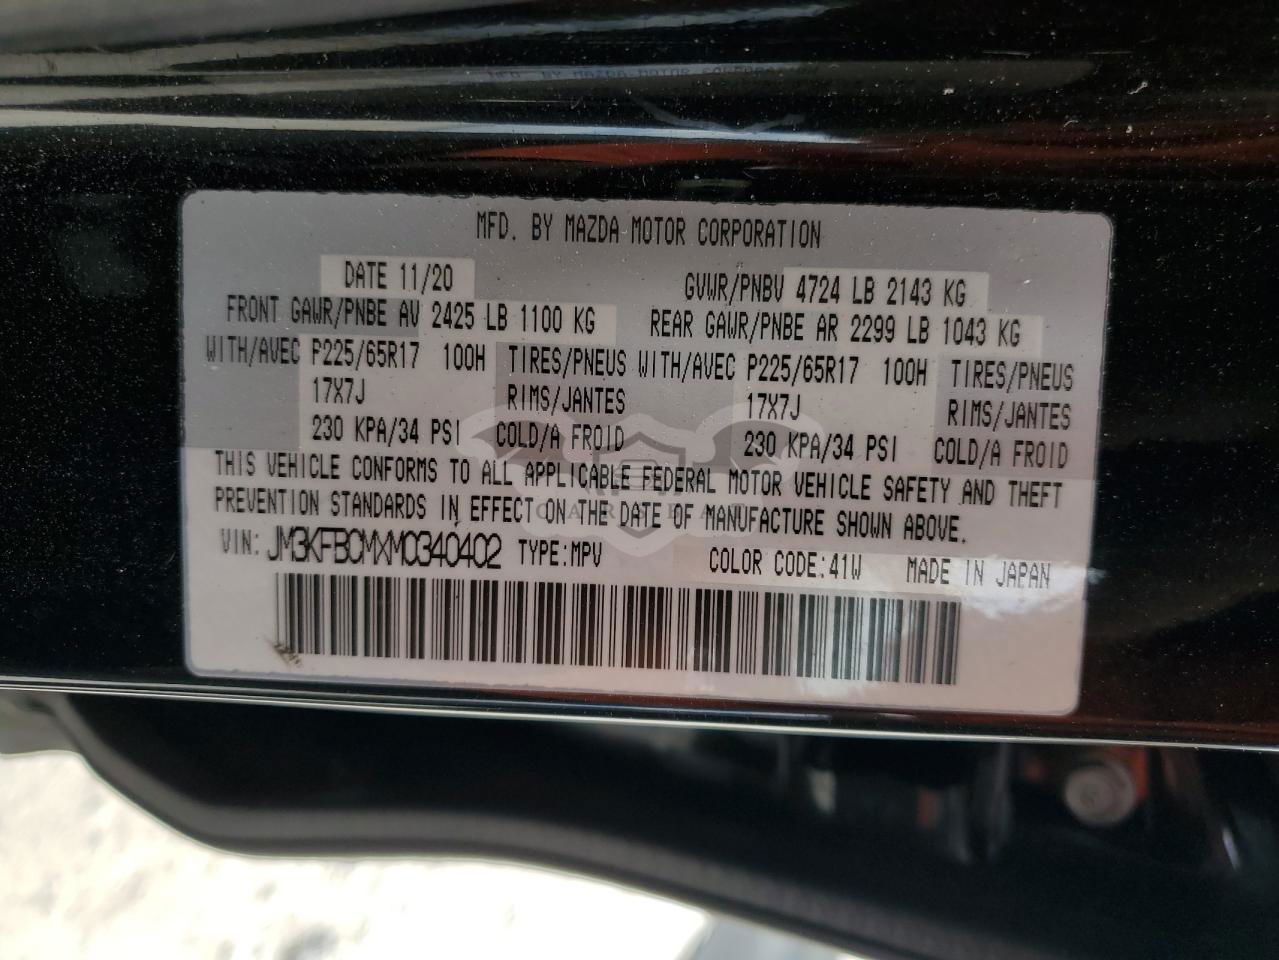 MFD. BY MAZDA MOTOR CORPORATION
DATE 11/20 GVWR/PNBV 4724 LB 2143 KG
FRONT GAWR/PNBE AV 2425 LB 1100 KG REAR GAWR/PNBE AR 2299 LB 1043 KG
WITH/AVEC P225/65R17 100H TIRES/PNEUS WITH/AVEC P225/65R17 100H TIRES/PNEUS
17X7J RIMS/JANTES 17X7J RIMS/JANTES
230 KPA/34 PSI COLD/A FROID 230 KPA/34 PSI COLD/A FROID
THIS VEHICLE CONFORMS TO ALL APPLICABLE FEDERAL MOTOR VEHICLE SAFETY AND THEFT
PREVENTION STANDARDS IN EFFECT ON THE DATE OF MANUFACTURE SHOWN ABOVE.
VIN: JM3KFBCMXM0340402 TYPE:MPV COLOR CODE:41W MADE IN JAPAN